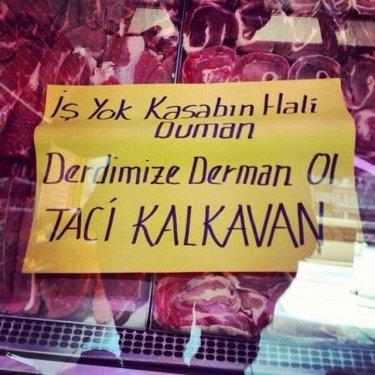 İş Yok Kasabın Hali
Duman
Derdimize Derman Ol
TACİ KALKAVAN